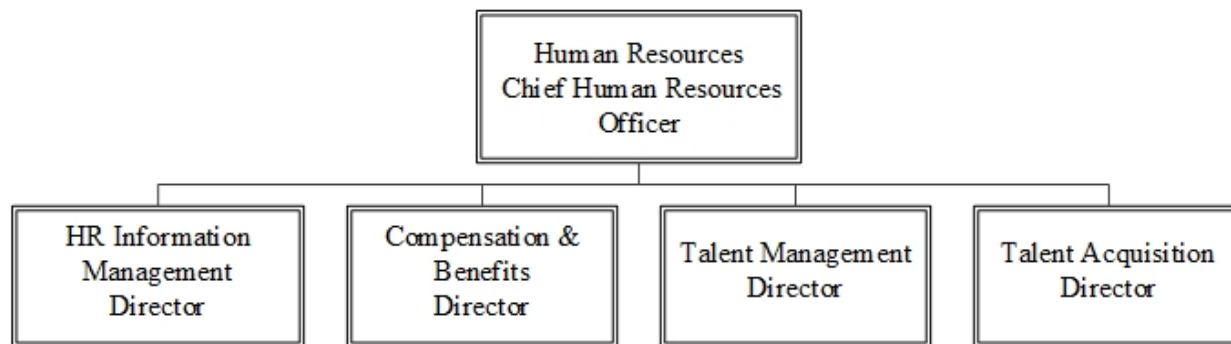 Human Resources
Chief Human Resources
Officer
HR Information
Management
Director
Compensation &
Benefits
Director
Talent Management
Director
Talent Acquisition
Director